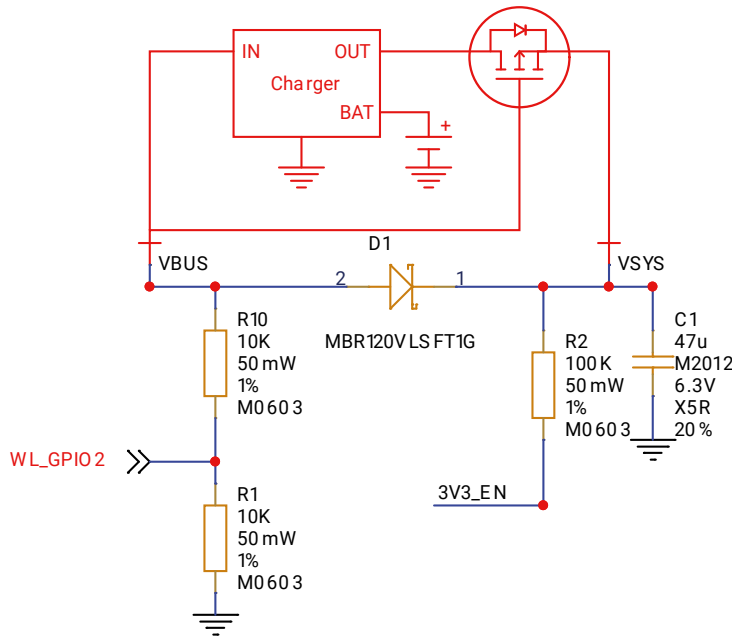 IN
OUT
Charger
BAT
+
D1
VBUS
VSYS
2
1
MBR120VLSFT1G
R10
10K
50mW
1%
M0603
R2
100K
50mW
1%
M0603
C1
47u
M2012
6.3V
X5R
20%
WL_GPIO2
3V3_EN
R1
10K
50mW
1%
M0603